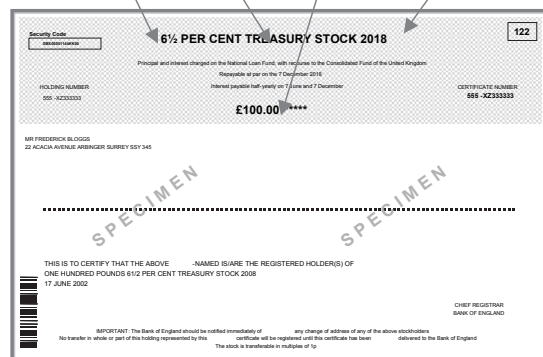 122
Security Code
6½ PER CENT TREASURY STOCK 2018
Principal and interest charged on the National Loan Fund, with recourse to the Consolidated Fund of the United Kingdom
Repayable at par on the 7 December 2018
HOLDING NUMBER
Interest payable half-yearly on 7 June and 7 December
CERTIFICATE NUMBER
555 -XZ333333
555 -XZ333333
£100.00 ****
MR FREDERICK BLOGGS
22 ACACIA AVENUE ARBINGER SURREY SSY 345
SPECIMEN
SPECIMEN
THIS IS TO CERTIFY THAT THE ABOVE -NAMED IS/ARE THE REGISTERED HOLDER(S) OF
ONE HUNDRED POUNDS 61/2 PER CENT TREASURY STOCK 2008
17 JUNE 2002
CHIEF REGISTRAR
BANK OF ENGLAND
IMPORTANT: The Bank of England should be notified immediately of any change of address of any of the above stockholders
No transfer in whole or part of this holding represented by this certificate will be registered until this certificate has been delivered to the Bank of England
The stock is transferable in multiples of 1p